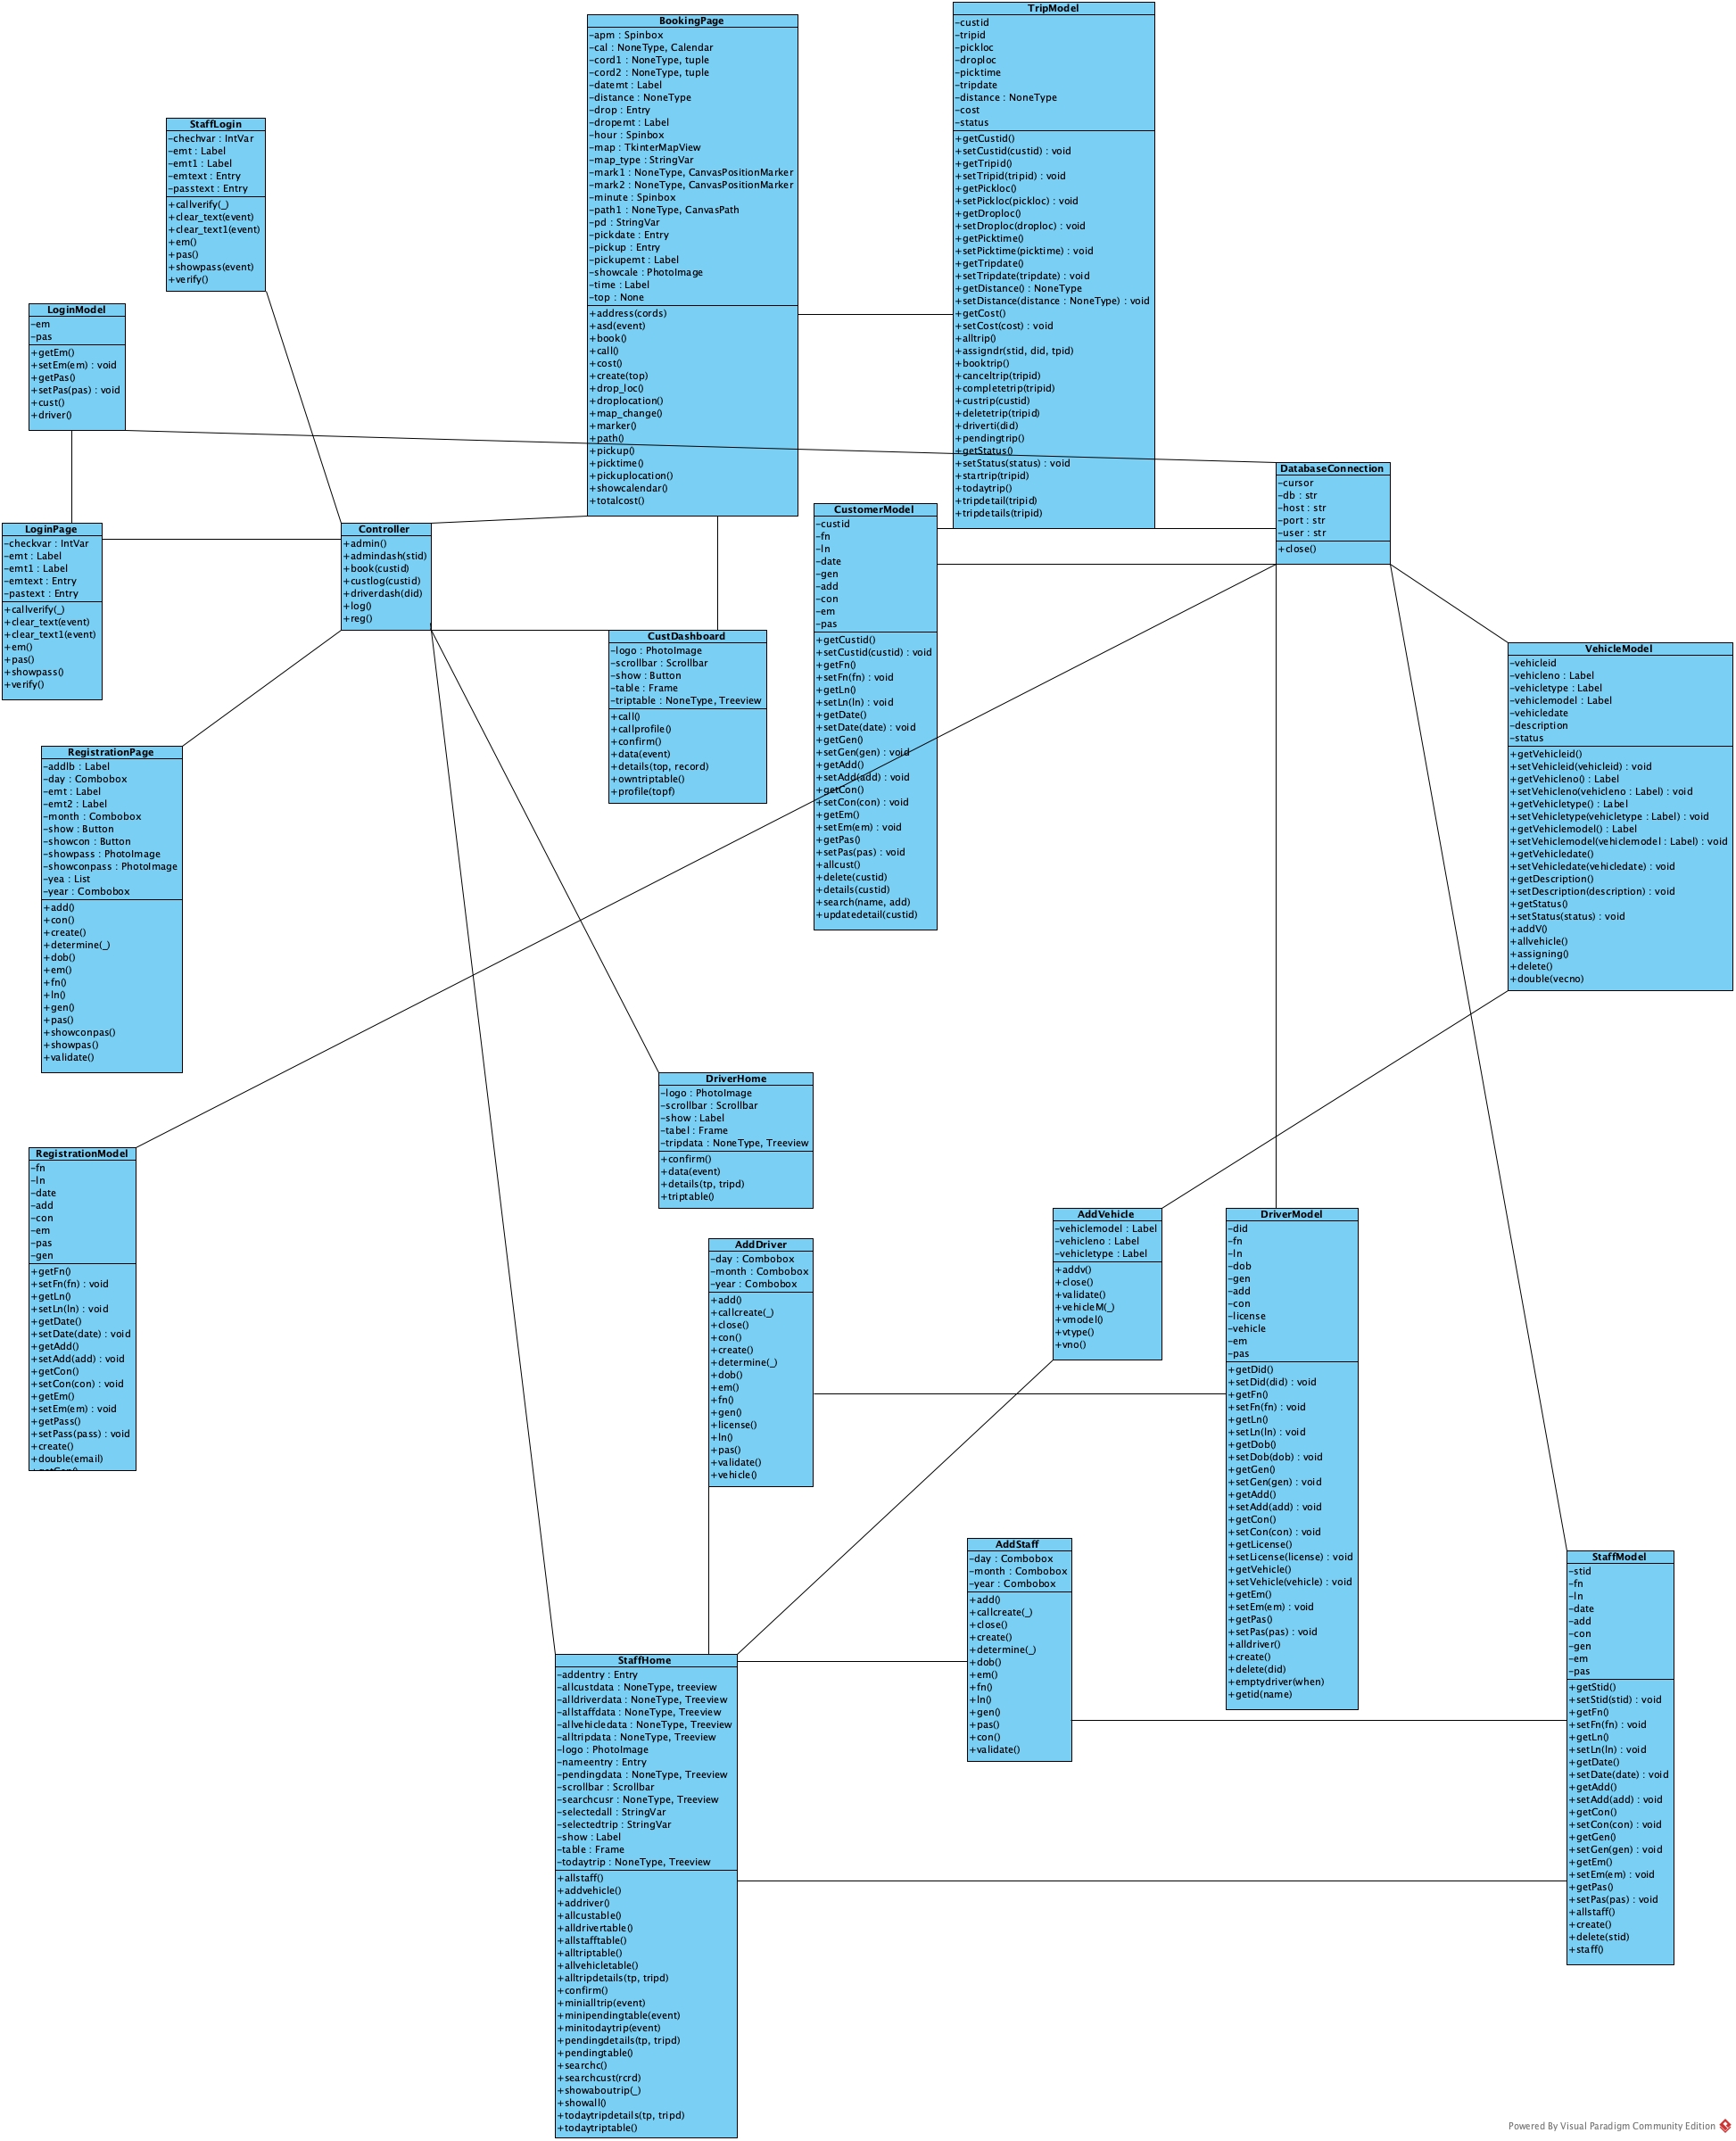 BookingPage
-apm : Spinbox
-cal : NoneType, Calendar
-cord1 : NoneType, tuple
-cord2 : NoneType, tuple
-datemt : Label
-distance : NoneType
-drop : Entry
-dropemt : Label
-hour : Spinbox
-map : TkinterMapView
-map_type : StringVar
-mark1 : NoneType, CanvasPositionMarker
-mark2 : NoneType, CanvasPositionMarker
-minute : Spinbox
-path1 : NoneType, CanvasPath
-pd : StringVar
-pickdate : Entry
-pickup : Entry
-pickupemt : Label
-showcale : PhotoImage
-time : Label
-top : None
+address(cords)
+asd(event)
+book()
+call()
+cost()
+create(top)
+drop_loc()
+droplocation()
+map_change()
+marker()
+path()
+pickup()
+picktime()
+pickuplocation()
+showcalendar()
+totalcost()
TripModel
-custid
-tripid
-pickloc
-droploc
-picktime
-tripdate
-distance : NoneType
-cost
-status
+getCustid()
+setCustid(custid) : void
+getTripid()
+setTripid(tripid) : void
+getPickloc()
+setPickloc(pickloc) : void
+getDroploc()
+setDroploc(droploc) : void
+getPicktime()
+setPicktime(picktime) : void
+getTripdate()
+setTripdate(tripdate) : void
+getDistance() : NoneType
+setDistance(distance : NoneType) : void
+getCost()
+setCost(cost) : void
+alltrip()
+assigndr(stid, did, tpid)
+booktrip()
+canceltrip(tripid)
+completetrip(tripid)
+custrip(custid)
+deletetrip(tripid)
+driverti(did)
+pendingtrip()
+getStatus()
+setStatus(status) : void
+startrip(tripid)
+todaytrip()
+tripdetail(tripid)
+tripdetails(tripid)
StaffLogin
-chechvar : IntVar
-emt : Label
-emt1 : Label
-emtext : Entry
-passtext : Entry
+callverify(_)
+clear_text(event)
+clear_text1(event)
+em()
+pas()
+showpass(event)
+verify()
LoginModel
-em
-pas
+getEm()
+setEm(em) : void
+getPas()
+setPas(pas) : void
+cust()
+driver()
DatabaseConnection
-cursor
-db : str
-host : str
-port : str
-user : str
+close()
LoginPage
-checkvar : IntVar
-emt : Label
-emt1 : Label
-emtext : Entry
-pastext : Entry
+callverify(_)
+clear_text(event)
+clear_text1(event)
+em()
+pas()
+showpass()
+verify()
Controller
+admin()
+admindash(stid)
+book(custid)
+custlog(custid)
+driverdash(did)
+log()
+reg()
CustomerModel
-custid
-fn
-ln
-date
-gen
-add
-con
-em
-pas
+getCustid()
+setCustid(custid) : void
+getFn()
+setFn(fn) : void
+getLn()
+setLn(ln) : void
+getDate()
+setDate(date) : void
+getGen()
+setGen(gen) : void
+getAdd()
+setAdd(add) : void
+getCon()
+setCon(con) : void
+getEm()
+setEm(em) : void
+getPas()
+setPas(pas) : void
+allcust()
+delete(custid)
+details(custid)
+search(name, add)
+updatedetail(custid)
CustDashboard
-logo : PhotoImage
-scrollbar : Scrollbar
-show : Button
-table : Frame
-triptable : NoneType, Treeview
+call()
+callprofile()
+confirm()
+data(event)
+details(top, record)
+owntriptable()
+profile(topf)
VehicleModel
-vehicleid
-vehicleno : Label
-vehicletype : Label
-vehiclemodel : Label
-vehicledate
-description
-status
+getVehicleid()
+setVehicleid(vehicleid) : void
+getVehicleno() : Label
+setVehicleno(vehicleno : Label) : void
+getVehicletype() : Label
+setVehicletype(vehicletype : Label) : void
+getVehiclemodel() : Label
+setVehiclemodel(vehiclemodel : Label) : void
+getVehicledate()
+setVehicledate(vehicledate) : void
+getDescription()
+setDescription(description) : void
+getStatus()
+setStatus(status) : void
+addV()
+allvehicle()
+assigning()
+delete()
+double(vecno)
RegistrationPage
-addlb : Label
-day : Combobox
-emt : Label
-emt2 : Label
-month : Combobox
-show : Button
-showcon : Button
-showpass : PhotoImage
-showconpass : PhotoImage
-yea : List
-year : Combobox
+add()
+con()
+create()
+determine(_)
+dob()
+em()
+fn()
+ln()
+gen()
+pas()
+showconpas()
+showpas()
+validate()
DriverHome
-logo : PhotoImage
-scrollbar : Scrollbar
-show : Label
-tabel : Frame
-tripdata : NoneType, Treeview
+confirm()
+data(event)
+details(tp, tripd)
+triptable()
RegistrationModel
-fn
-ln
-date
-add
-con
-em
-pas
-gen
+getFn()
+setFn(fn) : void
+getLn()
+setLn(ln) : void
+getDate()
+setDate(date) : void
+getAdd()
+setAdd(add) : void
+getCon()
+setCon(con) : void
+getEm()
+setEm(em) : void
+getPass()
+setPass(pass) : void
+create()
+double(email)
AddDriver
-day : Combobox
-month : Combobox
-year : Combobox
+add()
+callcreate(_)
+close()
+con()
+create()
+determine(_)
+dob()
+em()
+fn()
+gen()
+license()
+ln()
+pas()
+validate()
+vehicle()
AddVehicle
-vehiclemodel : Label
-vehicleno : Label
-vehicletype : Label
+addv()
+close()
+validate()
+vehicleM(_)
+vmodel()
+vtype()
+vno()
DriverModel
-did
-fn
-ln
-dob
-gen
-add
-con
-license
-vehicle
-em
-pas
+getDid()
+setDid(did) : void
+getFn()
+setFn(fn) : void
+getLn()
+setLn(ln) : void
+getDob()
+setDob(dob) : void
+getGen()
+setGen(gen) : void
+getAdd()
+setAdd(add) : void
+getCon()
+setCon(con) : void
+getLicense()
+setLicense(license) : void
+getVehicle()
+setVehicle(vehicle) : void
+getEm()
+setEm(em) : void
+getPas()
+setPas(pas) : void
+alldriver()
+create()
+delete(did)
+emptydriver(when)
+getid(name)
AddStaff
-day : Combobox
-month : Combobox
-year : Combobox
+add()
+callcreate(_)
+close()
+create()
+determine(_)
+dob()
+em()
+fn()
+ln()
+gen()
+pas()
+con()
+validate()
StaffModel
-stid
-fn
-ln
-date
-add
-con
-gen
-em
-pas
+getStid()
+setStid(stid) : void
+getFn()
+setFn(fn) : void
+getLn()
+setLn(ln) : void
+getDate()
+setDate(date) : void
+getAdd()
+setAdd(add) : void
+getCon()
+setCon(con) : void
+getGen()
+setGen(gen) : void
+getEm()
+setEm(em) : void
+getPas()
+setPas(pas) : void
+allstaff()
+create()
+delete(stid)
+staff()
StaffHome
-addentry : Entry
-allcustdata : NoneType, treeview
-alldriverdata : NoneType, Treeview
-allstaffdata : NoneType, Treeview
-allvehicledata : NoneType, Treeview
-alltripdata : NoneType, Treeview
-logo : PhotoImage
-nameentry : Entry
-pendingdata : NoneType, Treeview
-scrollbar : Scrollbar
-searchcusr : NoneType, Treeview
-selectedall : StringVar
-selectedtrip : StringVar
-show : Label
-table : Frame
-todaytrip : NoneType, Treeview
+allstaff()
+addvehicle()
+addriver()
+allcustable()
+alldrivertable()
+allstafftable()
+alltriptable()
+allvehicletable()
+alltripdetails(tp, tripd)
+confirm()
+minialltrip(event)
+minipendingtable(event)
+minitodaytrip(event)
+pendingdetails(tp, tripd)
+pendingtable()
+searchc()
+searchcust(rcrd)
+showaboutrip(_)
+showall()
+todaytripdetails(tp, tripd)
+todaytriptable()
Powered By Visual Paradigm Community Edition